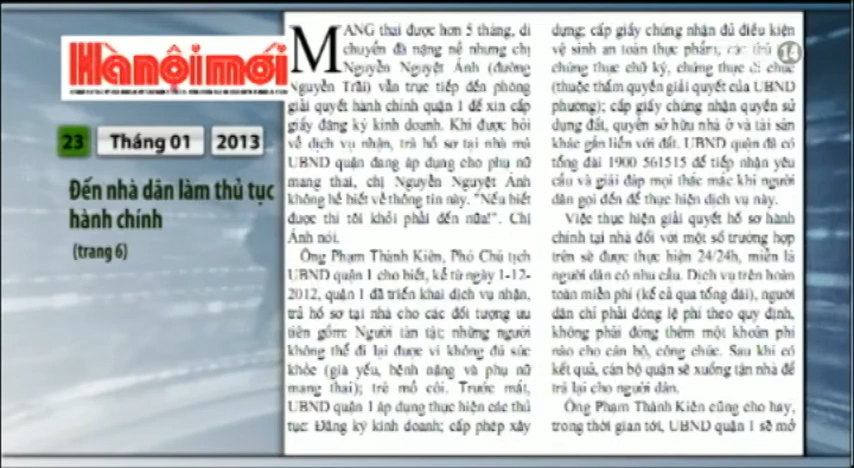 Hànộimới
23 Tháng 01 2013
Đến nhà dân làm thủ tục
hành chính
(trang 6)
MANG thai được hơn 5 tháng, di
chuyển đã nặng nề nhưng chị
Nguyễn Nguyệt Ánh (đường
Nguyễn Trãi) vẫn trực tiếp đến phòng
giải quyết hành chính quận 1 để xin cấp
giấy đăng ký kinh doanh. Khi được hỏi
về dịch vụ nhận, trả hồ sơ tại nhà mà
UBND quận đang áp dụng cho phụ nữ
mang thai, chị Nguyễn Nguyệt Ánh
không hề biết về thông tin này. "Nếu biết
được thì tôi khỏi phải đến nữa!". Chị
Ánh nói.
Ông Phạm Thành Kiên, Phó Chủ tịch
UBND quận 1 cho biết, kể từ ngày 1-12-
2012, quận 1 đã triển khai dịch vụ nhận,
trả hồ sơ tại nhà cho các đối tượng ưu
tiên gồm: Người tàn tật; những người
không thể đi lại được vì không đủ sức
khỏe (già yếu, bệnh nặng và phụ nữ
mang thai); trẻ mồ côi. Trước mắt,
UBND quận 1 áp dụng thực hiện các thủ
tục: Đăng ký kinh doanh; cấp phép xây
dựng; cấp giấy chứng nhận đủ điều kiện
vệ sinh an toàn thực phẩm, các thủ
chứng thực chữ ký, chứng thực di chúc
(thuộc thẩm quyền giải quyết của UBND
phường); cấp giấy chứng nhận quyền sử
dụng đất, quyền sở hữu nhà ở và tài sản
khác gắn liền với đất. UBND quận đã có
tổng đài 1900 561515 để tiếp nhận yêu
cầu và giải đáp mọi thắc mắc khi người
dân gọi đến để thực hiện dịch vụ này.
Việc thực hiện giải quyết hồ sơ hành
chính tại nhà đối với một số trường hợp
trên sẽ được thực hiện 24/24h, miễn là
người dân có nhu cầu. Dịch vụ trên hoàn
toàn miễn phí (kể cả qua tổng đài), người
dân chỉ phải đóng lệ phí theo quy định,
không phải đóng thêm một khoản phí
nào cho cán bộ, công chức. Sau khi có
kết quả, cán bộ quận sẽ xuống tận nhà để
trả lại cho người dân.
Ông Phạm Thành Kiên cũng cho hay,
trong thời gian tới, UBND quận 1 sẽ mở
14